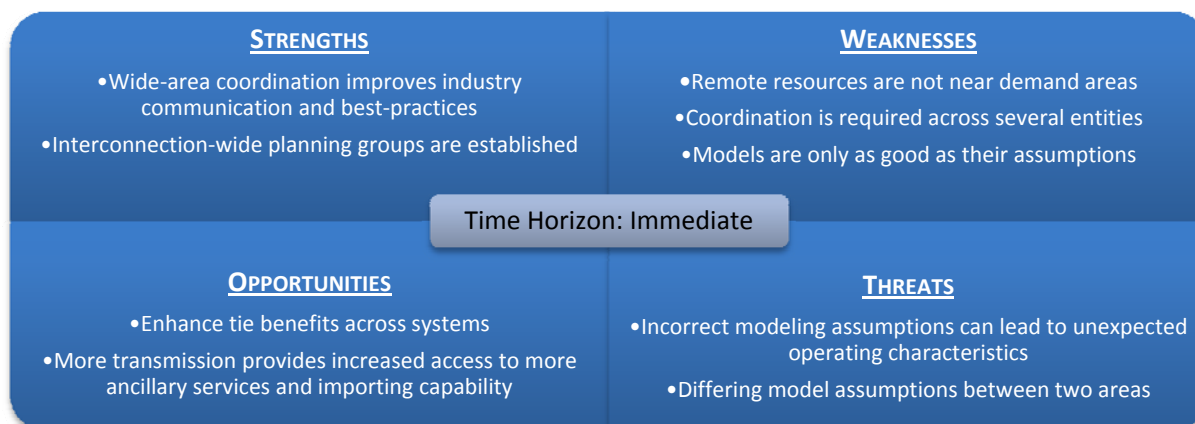 STRENGTHS
•Wide-area coordination improves industry
communication and best-practices
•Interconnection-wide planning groups are established
WEAKNESSES
•Remote resources are not near demand areas
•Coordination is required across several entities
•Models are only as good as their assumptions
Time Horizon: Immediate
OPPORTUNITIES
•Enhance tie benefits across systems
•More transmission provides increased access to more
ancillary services and importing capability
THREATS
•Incorrect modeling assumptions can lead to unexpected
operating characteristics
•Differing model assumptions between two areas